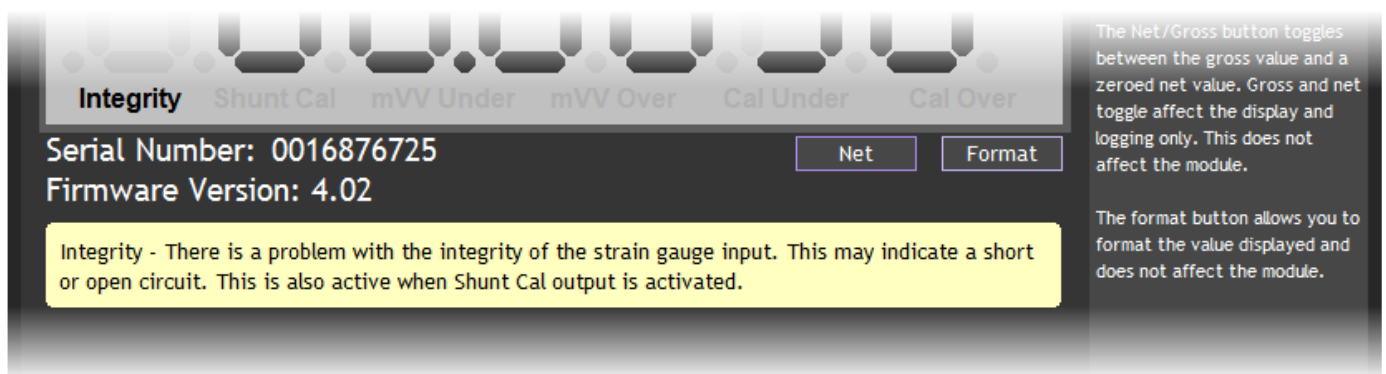 Integrity Shunt Cal mVV Under mVV Over Cal Under Cal Over
Serial Number: 0016876725
Net Format
Firmware Version: 4.02
Integrity - There is a problem with the integrity of the strain gauge input. This may indicate a short
or open circuit. This is also active when Shunt Cal output is activated.
The Net/Gross button toggles
between the gross value and a
zeroed net value. Gross and net
toggle affect the display and
logging only. This does not
affect the module.
The format button allows you to
format the value displayed and
does not affect the module.